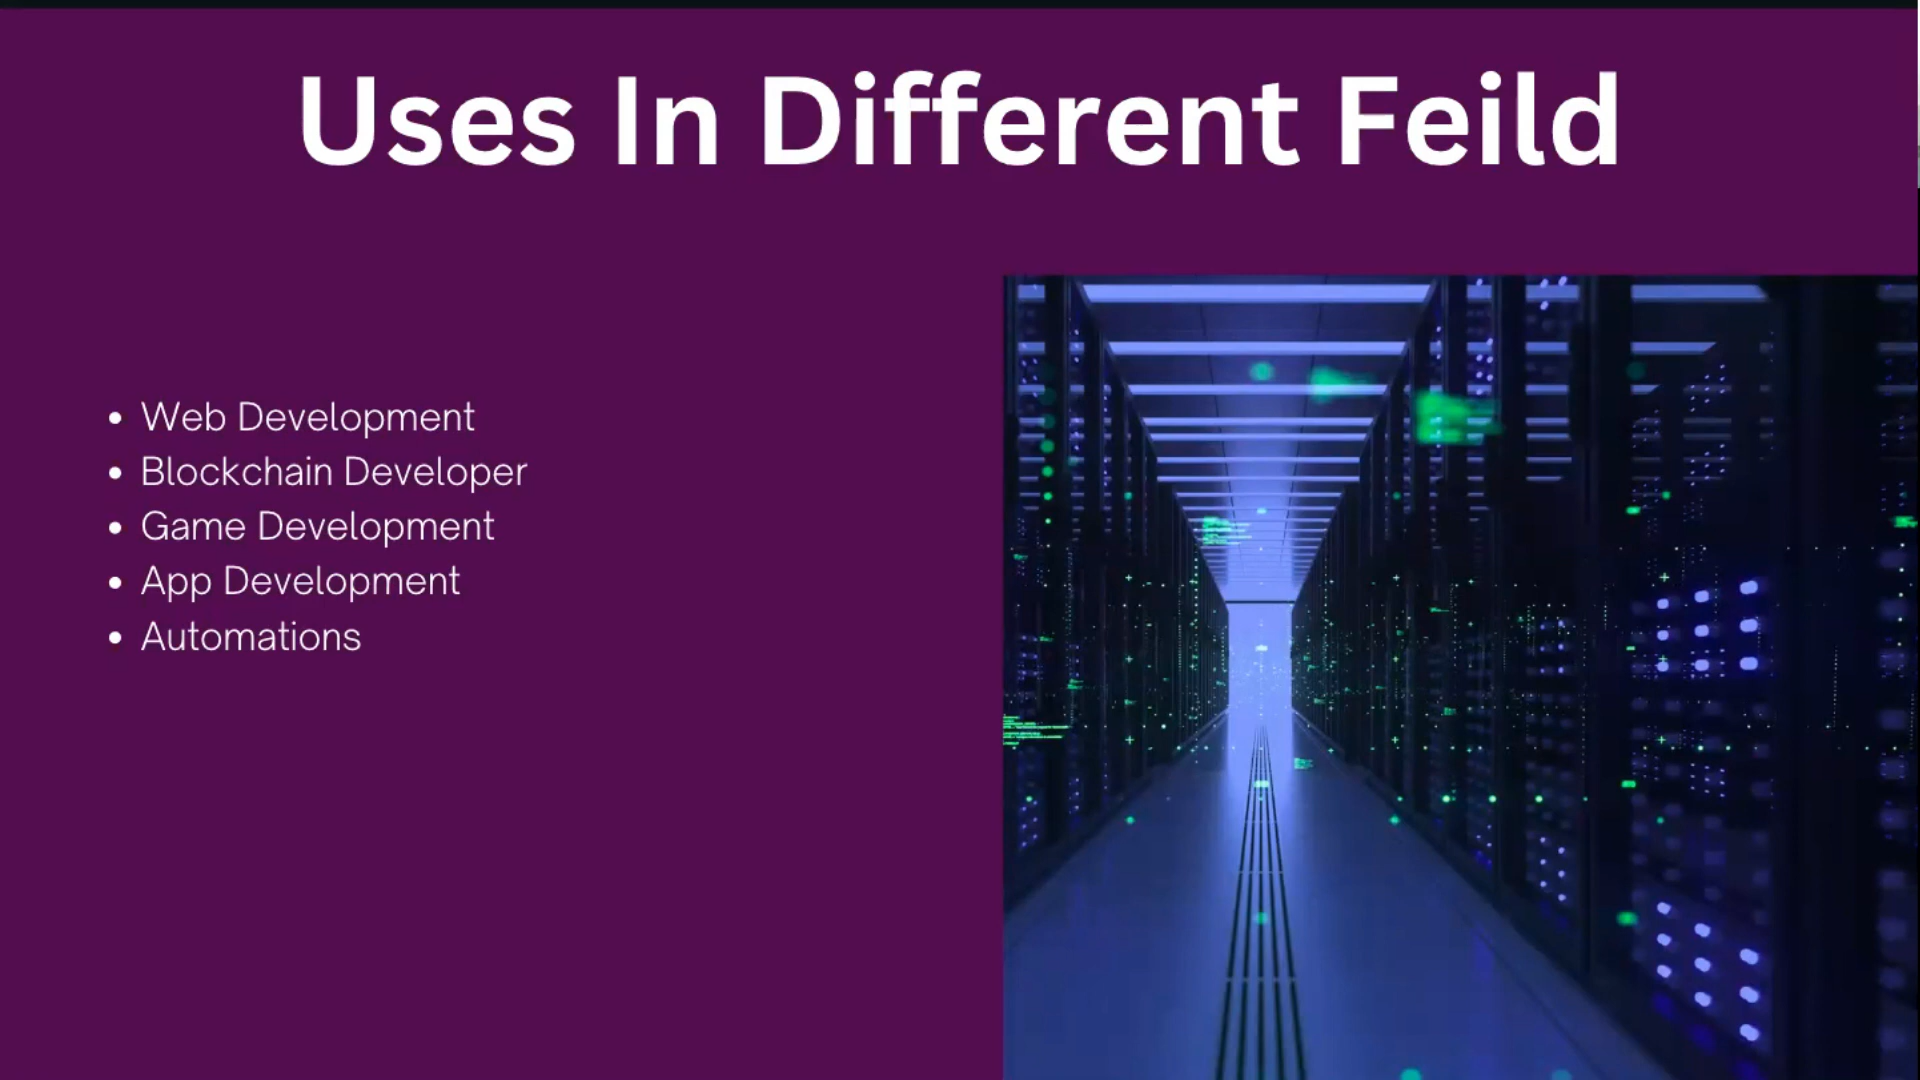 Uses In Different Feild
• Web Development
• Blockchain Developer
• Game Development
• App Development
• Automations